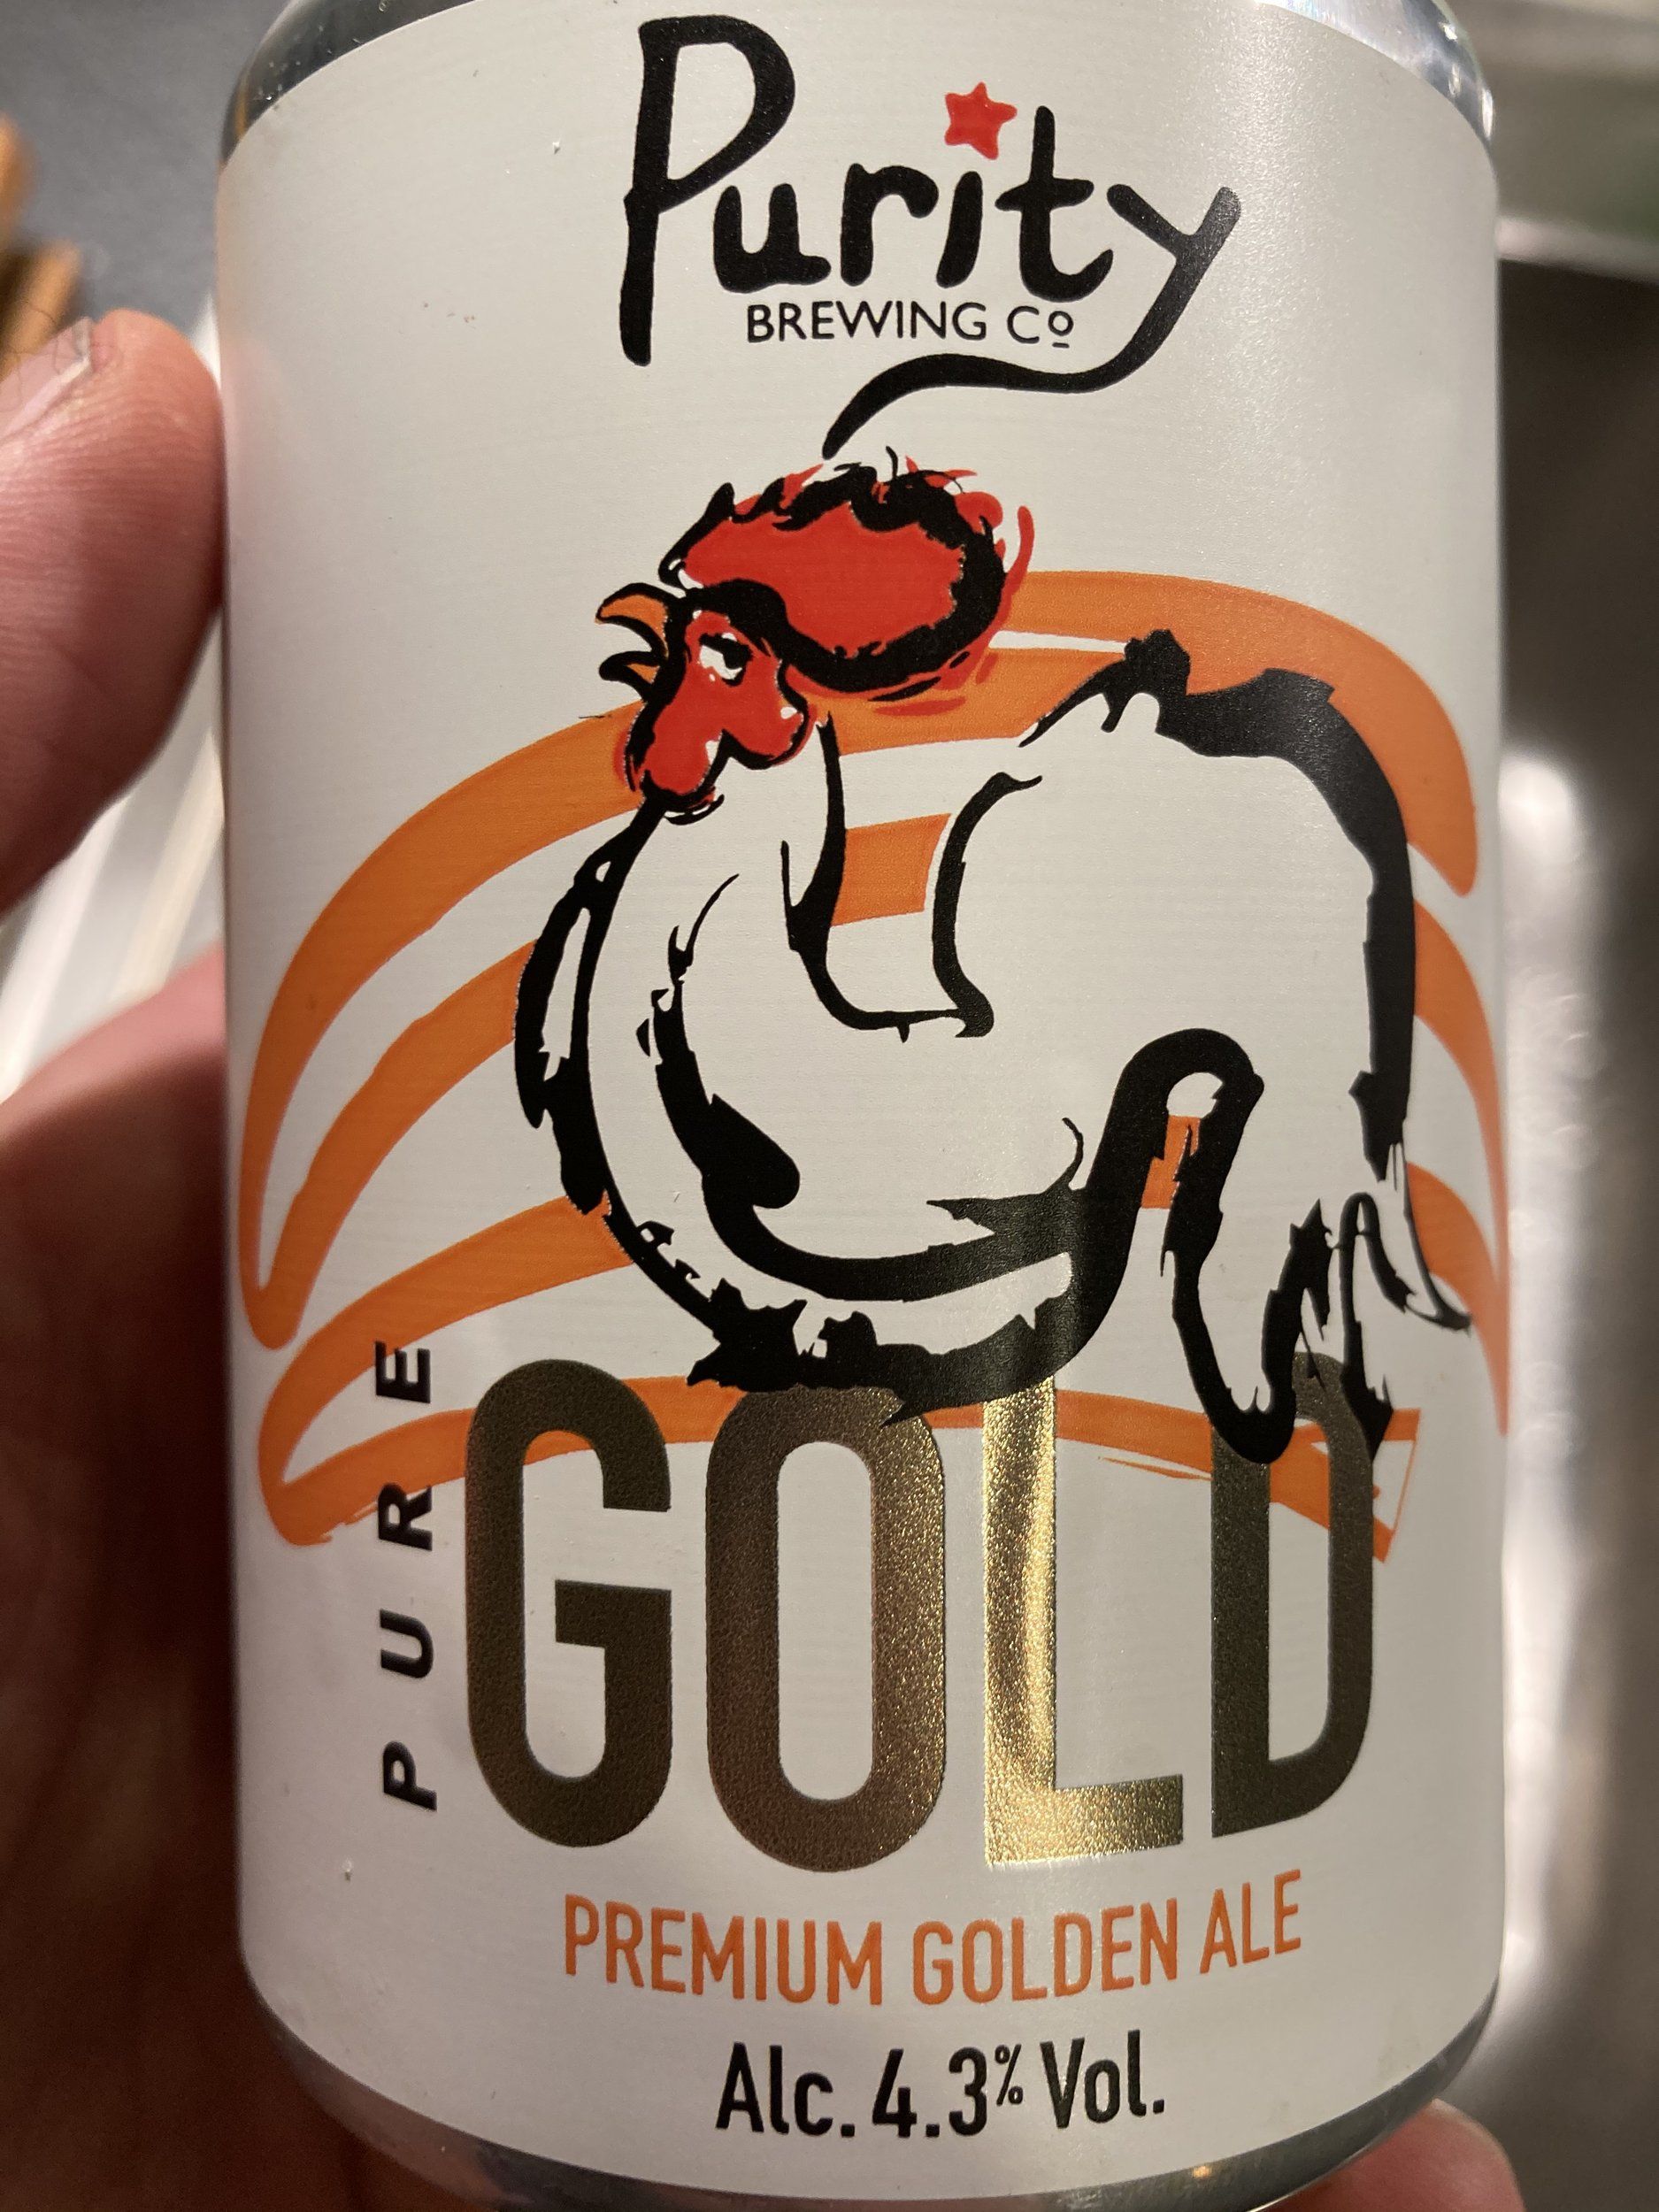 Purity
BREWING Cº
PURE
GOLD
PREMIUM GOLDEN ALE
Alc. 4.3% Vol.